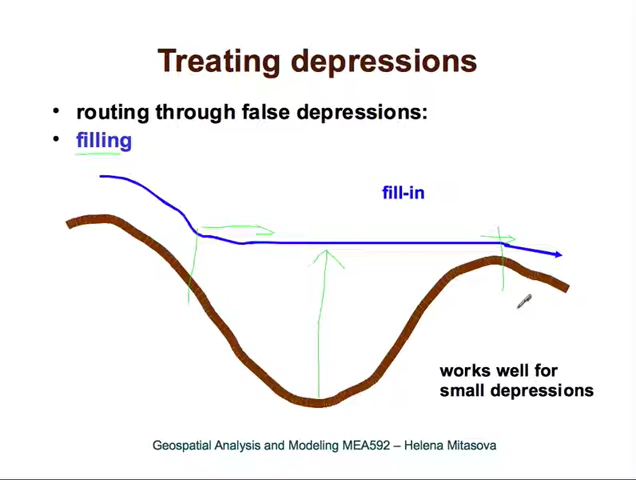 Treating depressions
• routing through false depressions:
• filling
fill-in
works well for
small depressions
Geospatial Analysis and Modeling MEA592 – Helena Mitasova